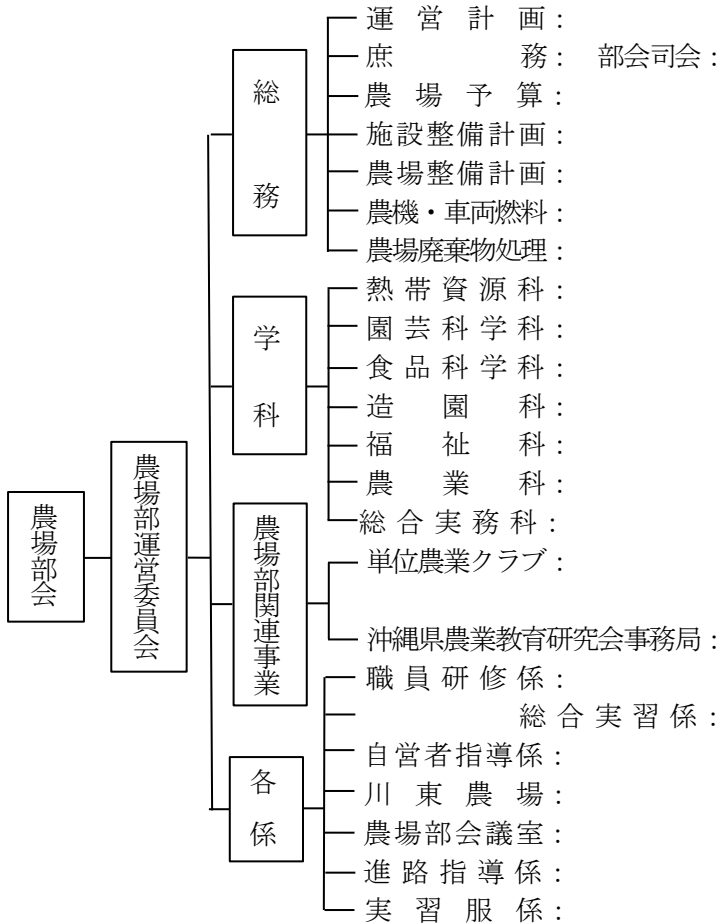 農場部会
農場部運営委員会
総務
運営計画：
庶務： 部会司会：
農場予算：
施設整備計画：
農場整備計画：
農機・車両燃料：
農場廃棄物処理：
学科
熱帯資源科：
園芸科学科：
食品科学科：
造園科：
福祉科：
農業科：
総合実務科：
農場部関連事業
単位農業クラブ：
沖縄県農業教育研究会事務局：
各係
職員研修係：
総合実習係：
自営者指導係：
川東農場：
農場部会議室：
進路指導係：
実習服係：